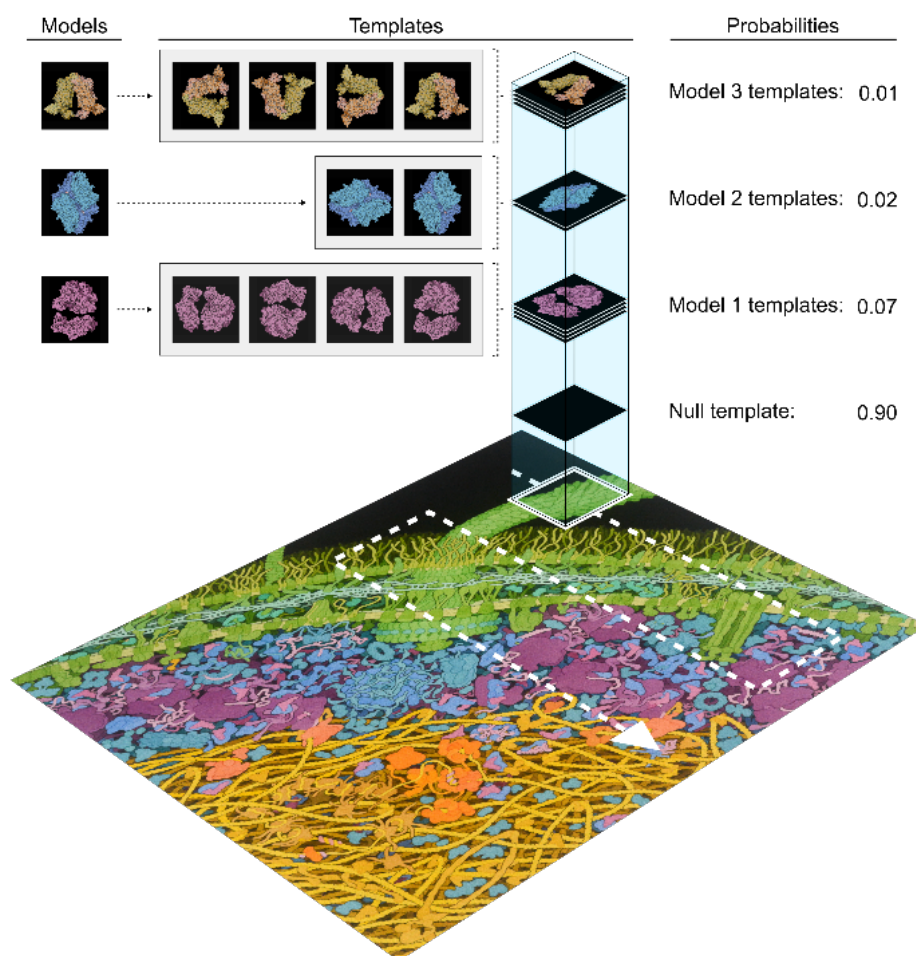 Models Templates Probabilities
Model 3 templates: 0.01
Model 2 templates: 0.02
Model 1 templates: 0.07
Null template: 0.90